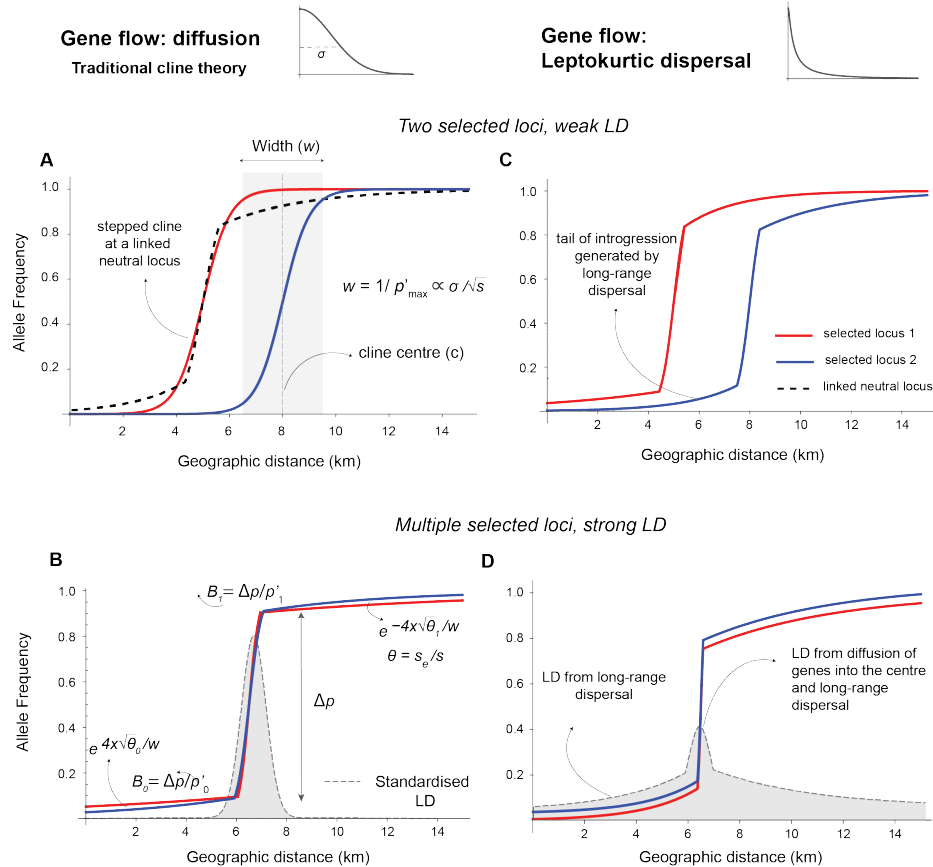 Gene flow: diffusion
Traditional cline theory
σ
Gene flow:
Leptokurtic dispersal
Two selected loci, weak LD
A
Width (w)
1.0
0.8
0.6
0.4
0.2
2
4
6
8
10
12
14
Allele Frequency
Geographic distance (km)
stepped cline
at a linked
neutral locus
w = 1/ p'max ∝ σ /√s
cline centre (c)
C
1.0
0.8
0.6
0.4
0.2
2
4
6
8
10
12
14
Geographic distance (km)
tail of introgression
generated by
long-range
dispersal
selected locus 1
selected locus 2
linked neutral locus
Multiple selected loci, strong LD
B
1.0
0.8
0.6
0.4
0.2
0
2
4
6
8
10
12
14
Allele Frequency
Geographic distance (km)
B1= Δp/p'1
e −4x√θ1/w
θ = se/s
Δp
e 4x√θ0/w
B0= Δp/p'0
Standardised
LD
D
1.0
0.8
0.6
0.4
0.2
0
2
4
6
8
10
12
14
Geographic distance (km)
LD from long-range
dispersal
LD from diffusion of
genes into the centre
and long-range
dispersal